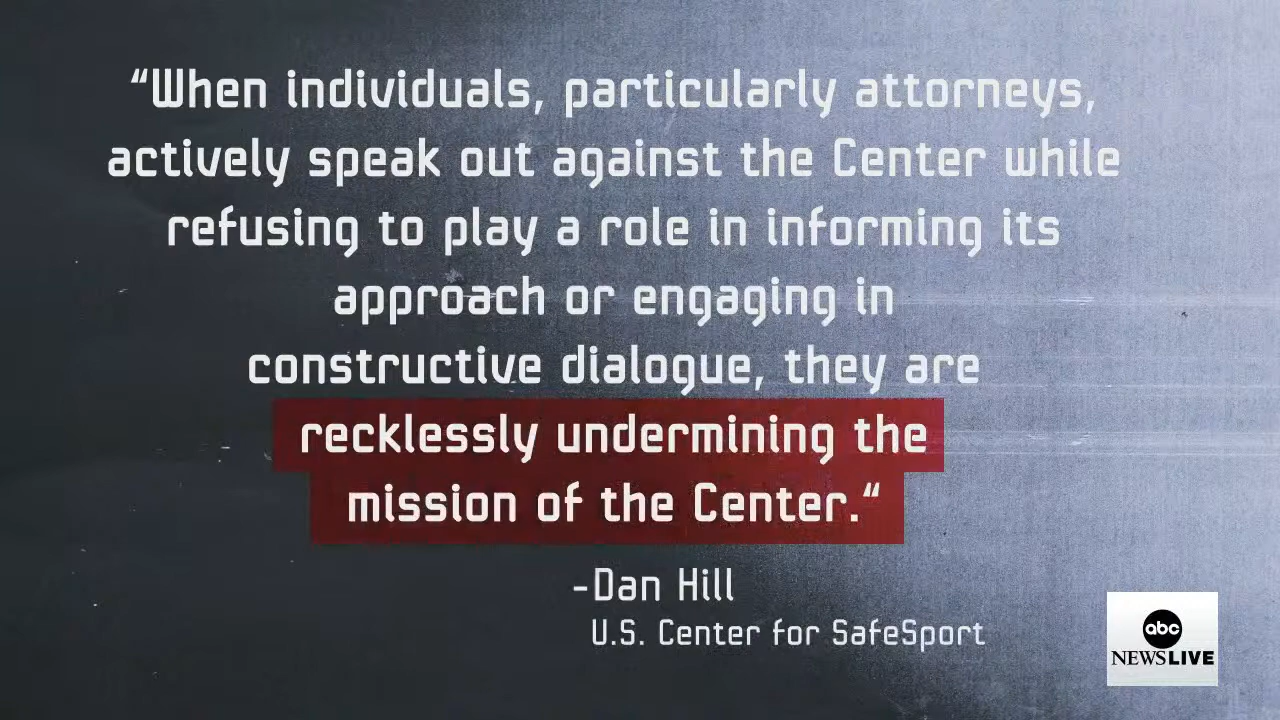 “When individuals, particularly attorneys,
actively speak out against the Center while
refusing to play a role in informing its
approach or engaging in
constructive dialogue, they are
recklessly undermining the
mission of the Center.“
-Dan Hill
U.S. Center for SafeSport
abc
NEWSLIVE